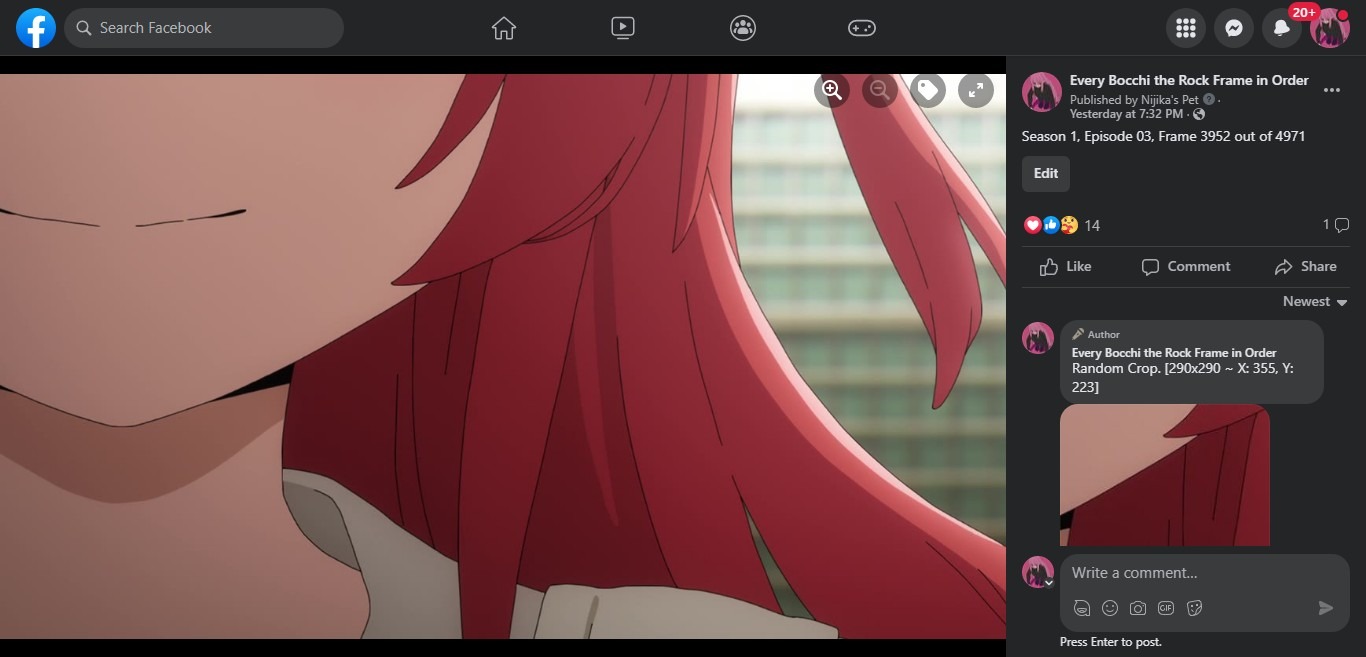 Search Facebook
20+
Every Bocchi the Rock Frame in Order
Published by Nijika's Pet ·
Yesterday at 7:32 PM ·
Season 1, Episode 03, Frame 3952 out of 4971
Edit
14
1
Like
Comment
Share
Newest
Author
Every Bocchi the Rock Frame in Order
Random Crop. [290x290 ~ X: 355, Y:
223]
Write a comment...
GIF
Press Enter to post.